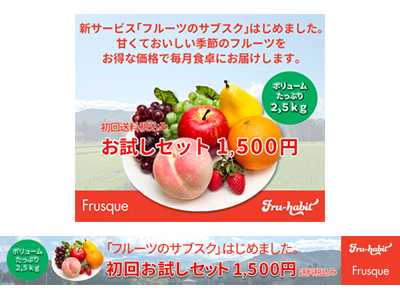 新サービス「フルーツのサブスク」はじめました。
甘くておいしい季節のフルーツを
お得な価格で毎月食卓にお届けします。
ボリューム
たっぷり
2,5kg
初回送料税込み
お試しセット 1,500円
Frusque
Fru-habit
ボリューム
たっぷり
2,5kg
「フルーツのサブスク」はじめました。
初回お試しセット 1,500円 送料税込み
Fru-habit
Frusque